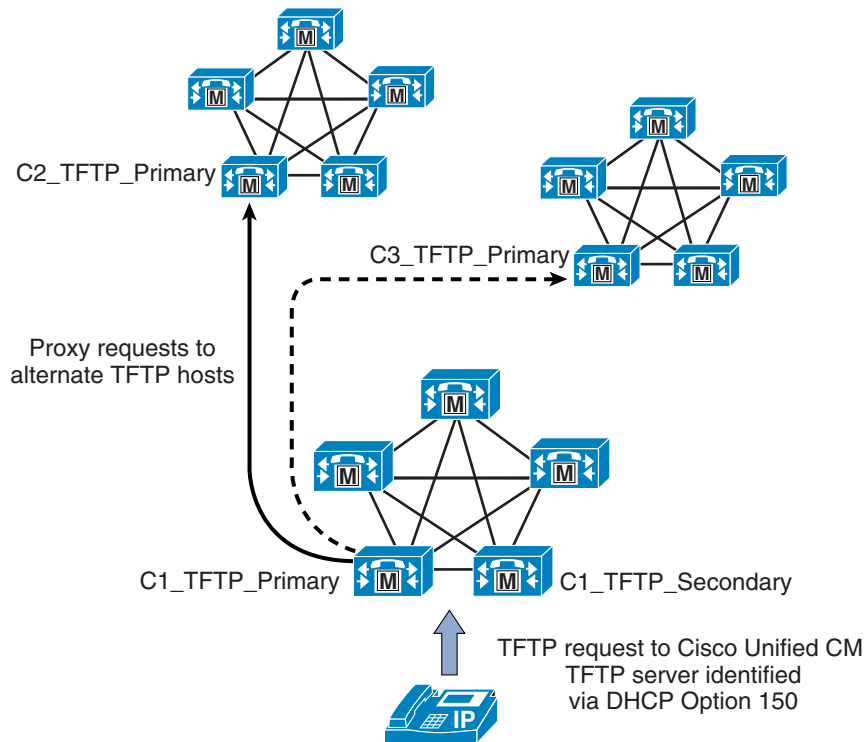 M
M
M
C2_TFTP_Primary
M
M
M
M
M
C3_TFTP_Primary
M
M
Proxy requests to
alternate TFTP hosts
M
M
M
C1_TFTP_Primary
M
M
C1_TFTP_Secondary
TFTP request to Cisco Unified CM
TFTP server identified
via DHCP Option 150
IP